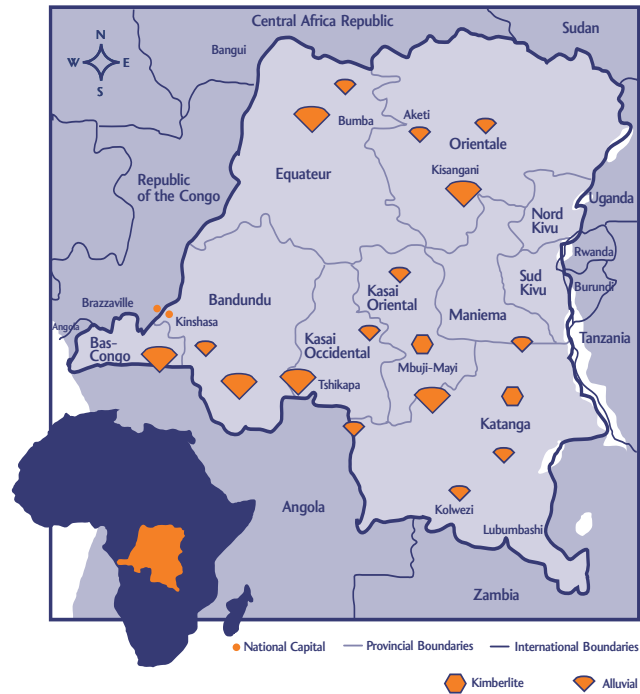 Central Africa Republic
Sudan
N
W E
S
Bangui
Bumba
Aketi
Orientale
Equateur
Kisangani
Republic
of the Congo
Uganda
Nord
Kivu
Rwanda
Sud
Kivu
Burundi
Bandundu
Kasai
Oriental
Maniema
Brazzaville
Kinshasa
Angola
Bas-
Congo
Kasai
Occidental
Tanzania
Mbuji-Mayi
Tshikapa
Katanga
Angola
Kolwezi
Lubumbashi
Zambia
National Capital
Provincial Boundaries
International Boundaries
Kimberlite
Alluvial